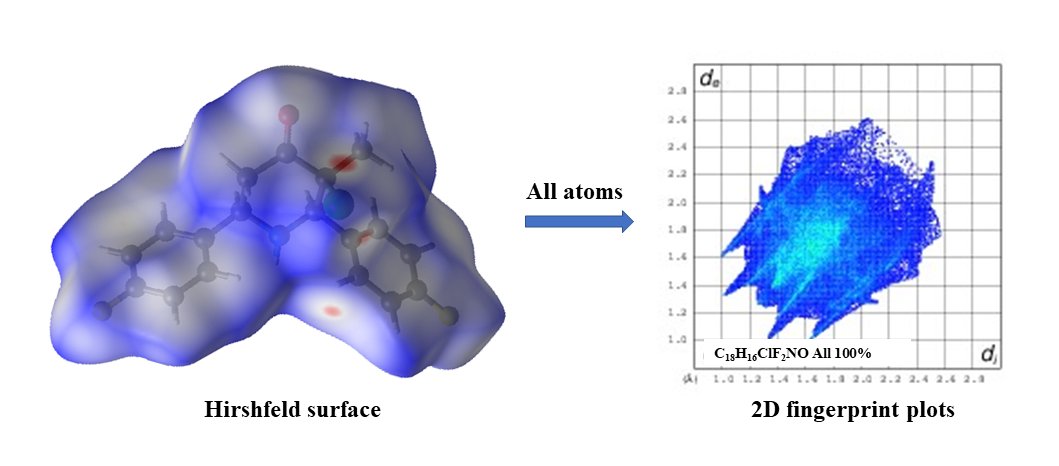 dₑ
2.8
2.6
2.4
2.2
2.0
1.8
1.6
1.4
1.2
1.0
All atoms
C₁₈H₁₆ClF₂NO All 100%
dᵢ
(Å) 1.0 1.2 1.4 1.6 1.8 2.0 2.2 2.4 2.6 2.8
Hirshfeld surface
2D fingerprint plots